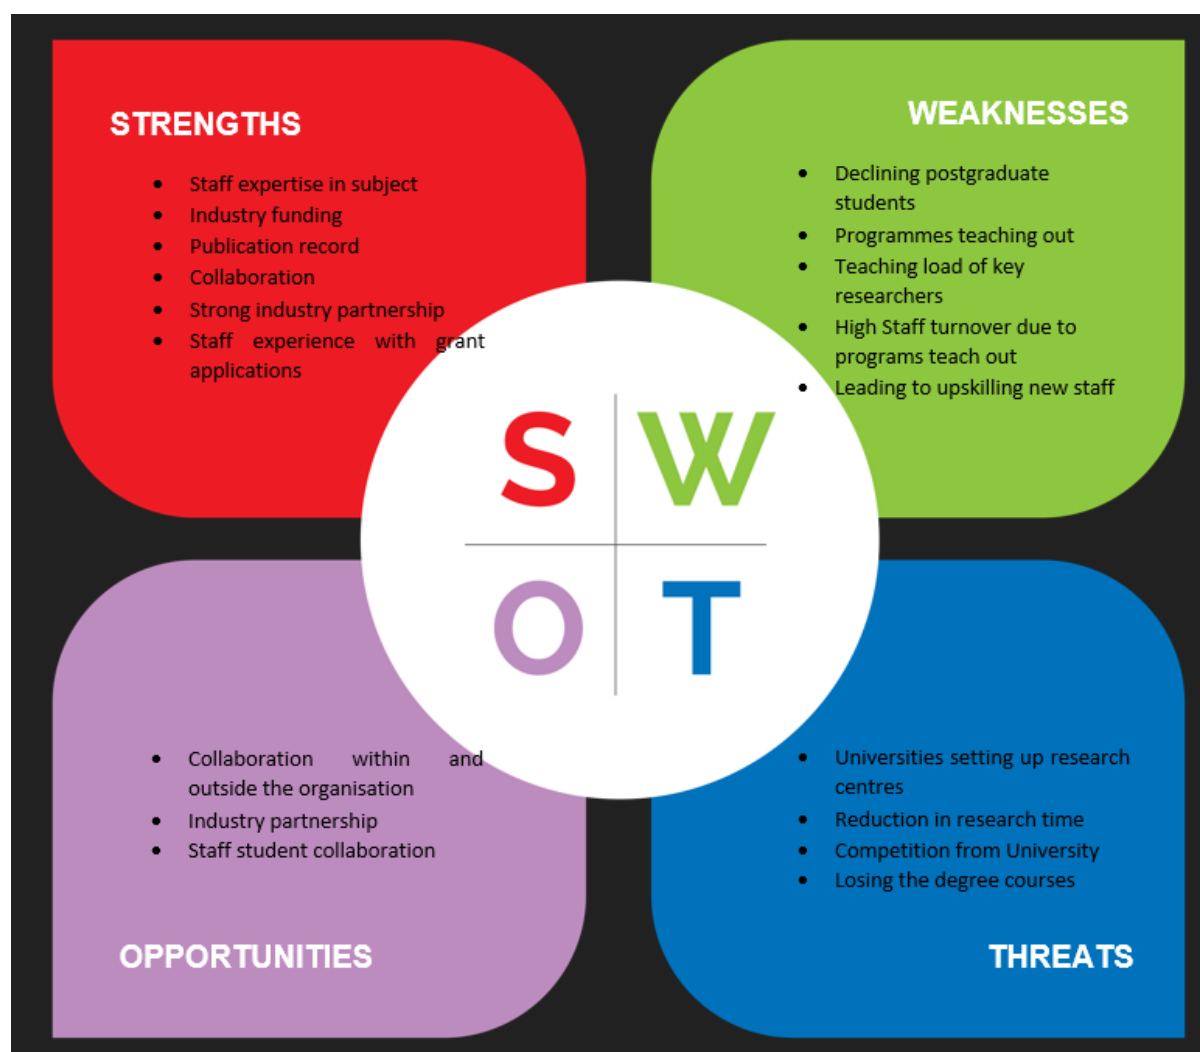 STRENGTHS
• Staff expertise in subject
• Industry funding
• Publication record
• Collaboration
• Strong industry partnership
• Staff experience with grant
applications
WEAKNESSES
• Declining postgraduate
students
• Programmes teaching out
• Teaching load of key
researchers
• High Staff turnover due to
programs teach out
• Leading to upskilling new staff
S W
O T
• Collaboration within and
outside the organisation
• Industry partnership
• Staff student collaboration
OPPORTUNITIES
• Universities setting up research
centres
• Reduction in research time
• Competition from University
• Losing the degree courses
THREATS